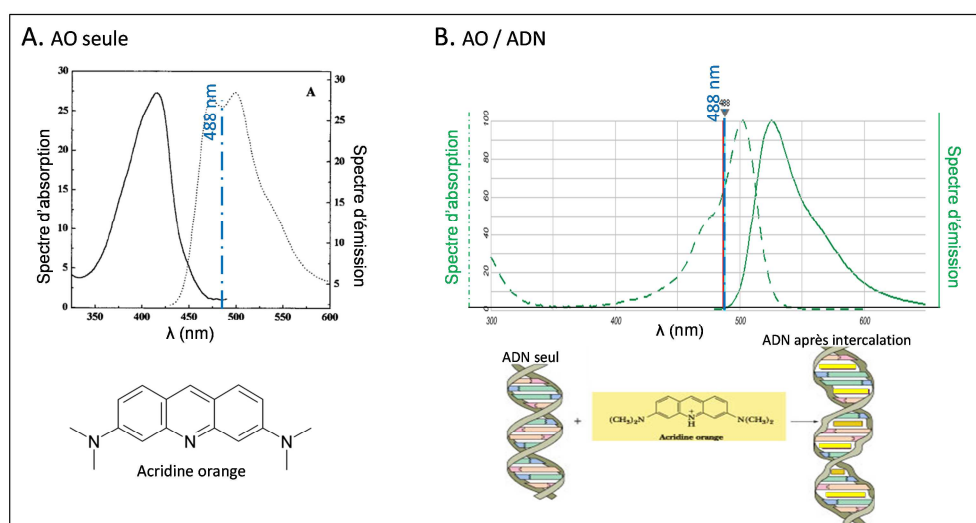 A. AO seule
B. AO / ADN
Spectre d'absorption
30
25
20
15
10
5
0
A
488 nm
30
25
20
15
10
5
Spectre d'émission
350
400
450
500
550
600
λ (nm)
Spectre d'absorption
488 nm
488
100
80
60
40
20
0
Spectre d'émission
300
400
500
600
λ (nm)
N
N
N
Acridine orange
ADN seul
ADN après intercalation
+
(CH₃)₂N
N(CH₃)₂
+
N
H
Acridine orange